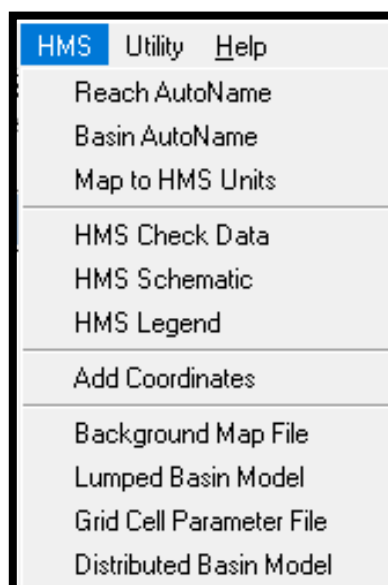 HMS Utility Help
Reach AutoName
Basin AutoName
Map to HMS Units
HMS Check Data
HMS Schematic
HMS Legend
Add Coordinates
Background Map File
Lumped Basin Model
Grid Cell Parameter File
Distributed Basin Model